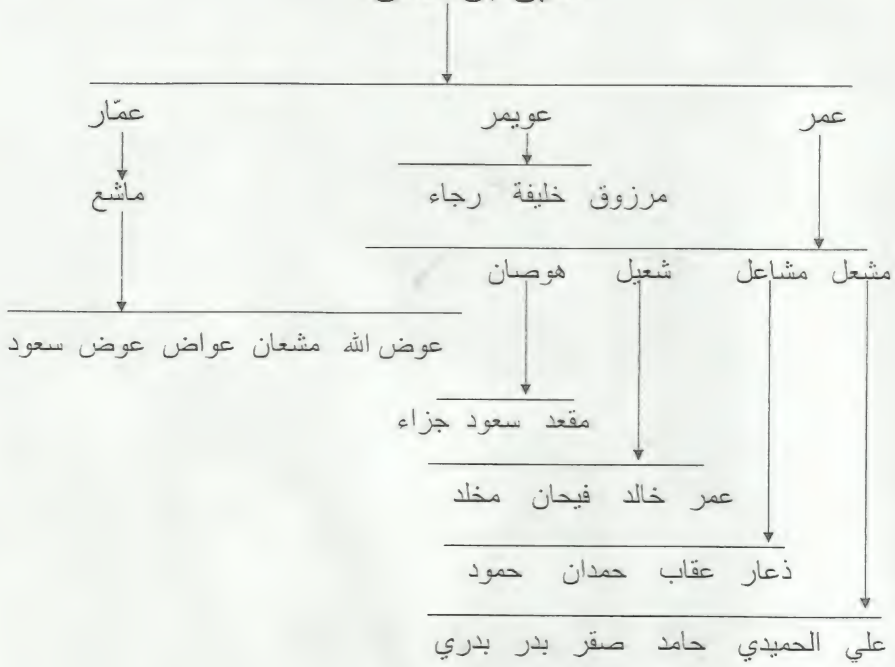 عمر عويمر عمّار
مرزوق خليفة رجاء ماشع
مشعل مشاعل شعيل هوصان
عوض الله مشعان عواض عوض سعود
مقعد سعود جزاء
عمر خالد فيحان مخلد
ذعار عقاب حمدان حمود
علي الحميدي حامد صقر بدر بدري